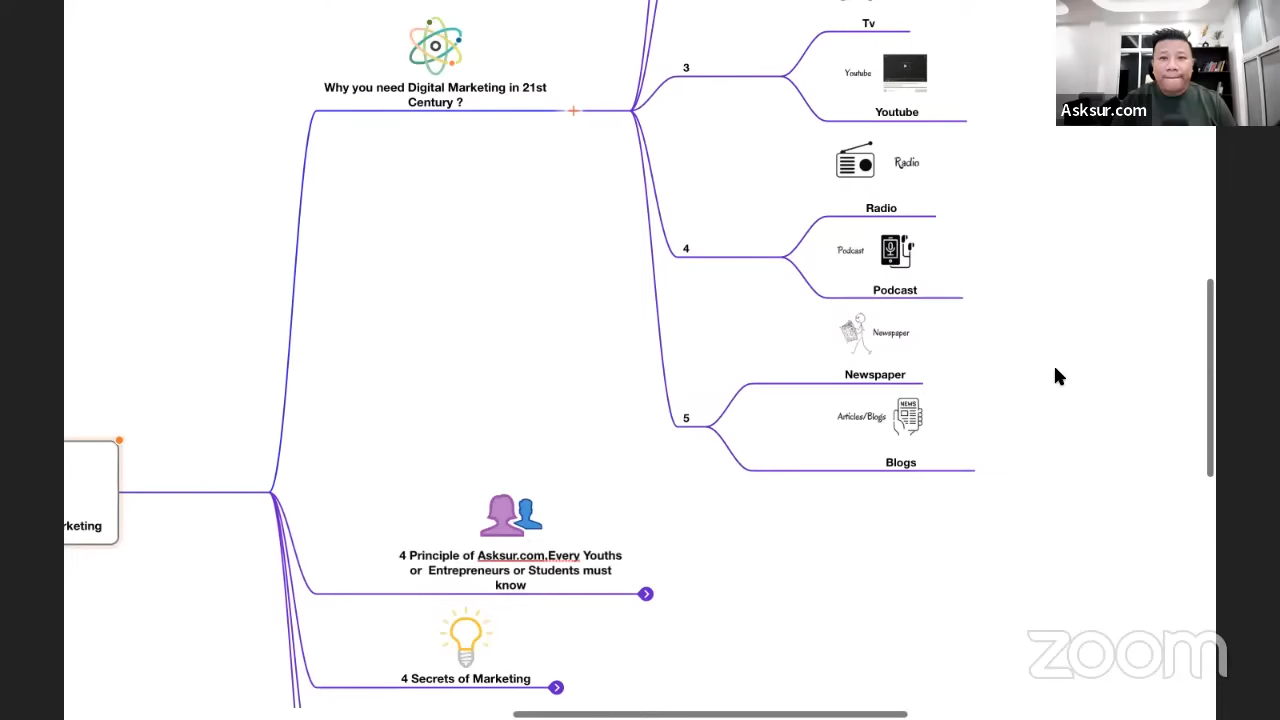 Tv
3
Youtube
Youtube
Asksur.com
Why you need Digital Marketing in 21st
Century ?
Radio
Radio
4
Podcast
Podcast
Newspaper
Newspaper
5
NEWS
Articles/Blogs
Blogs
rketing
4 Principle of Asksur.com,Every Youths
or Entrepreneurs or Students must
know
4 Secrets of Marketing
zoom